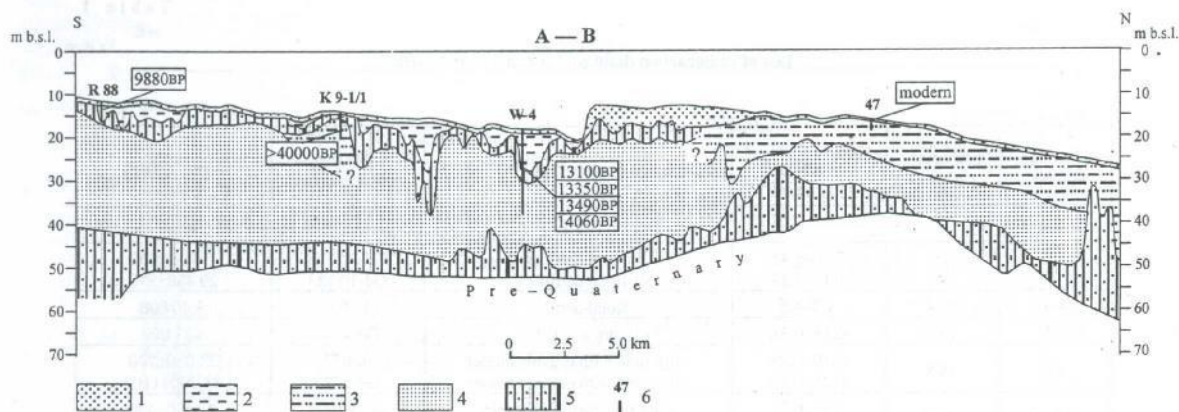 S
N
m b.s.l.
A — B
m b.s.l.
0
0
9880BP
10
10
R 88
K 9-1/1
W-4
47
modern
20
20
>40000BP
?
?
30
30
13100BP
13350BP
13490BP
14060BP
40
40
50
50
Pre-Quaternary
60
60
70
70
0 2.5 5.0 km
1 2 3 4 5 47 6